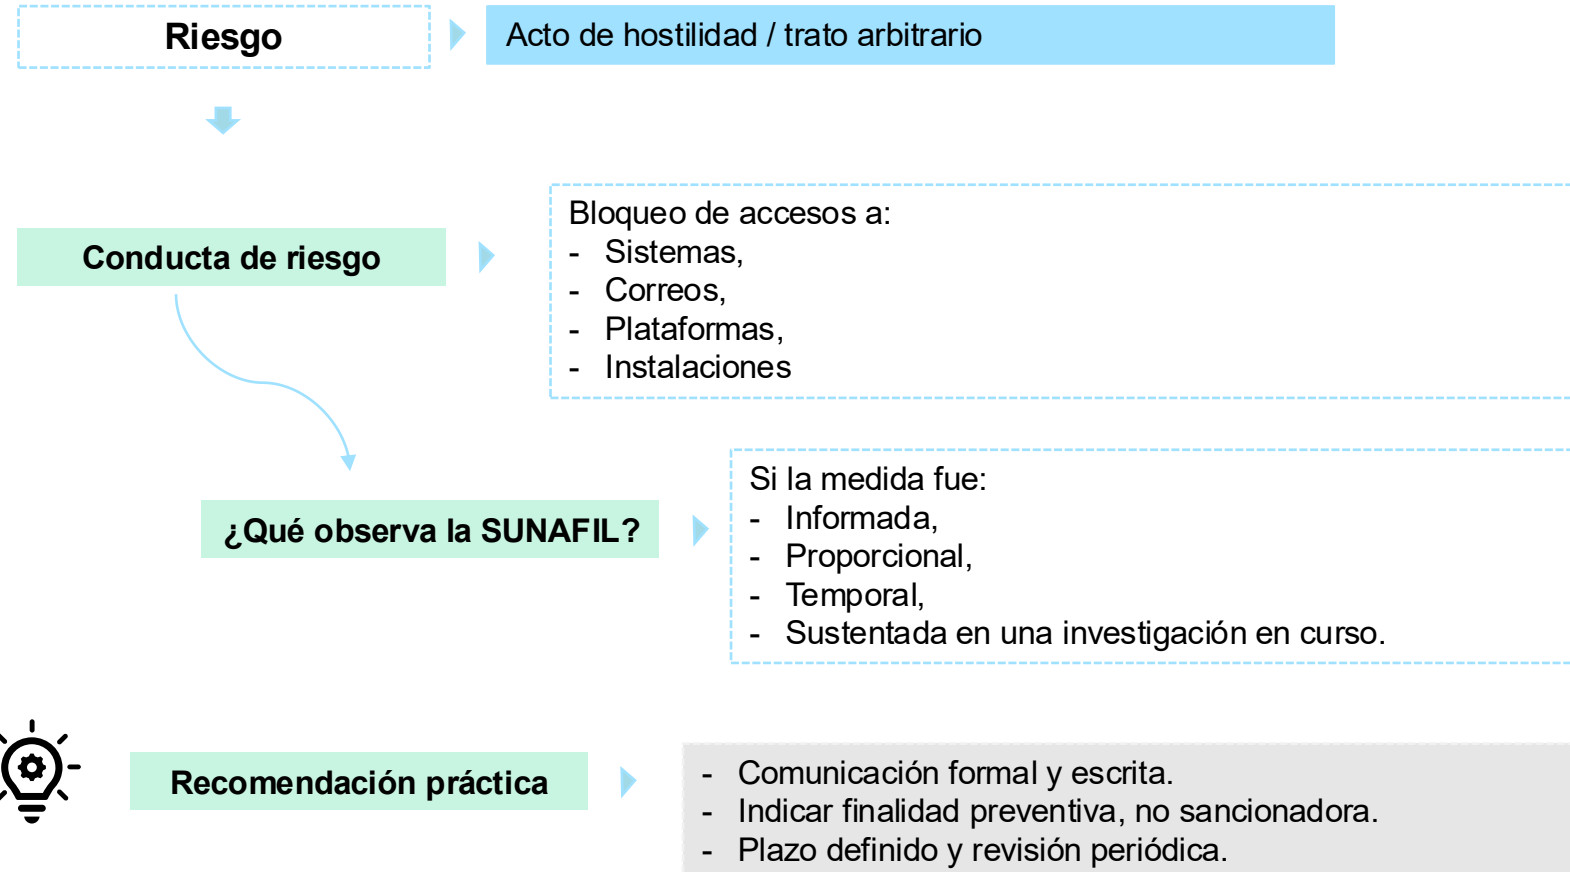 Riesgo
Acto de hostilidad / trato arbitrario
Conducta de riesgo
Bloqueo de accesos a:
- Sistemas,
- Correos,
- Plataformas,
- Instalaciones
¿Qué observa la SUNAFIL?
Si la medida fue:
- Informada,
- Proporcional,
- Temporal,
- Sustentada en una investigación en curso.
Recomendación práctica
- Comunicación formal y escrita.
- Indicar finalidad preventiva, no sancionadora.
- Plazo definido y revisión periódica.